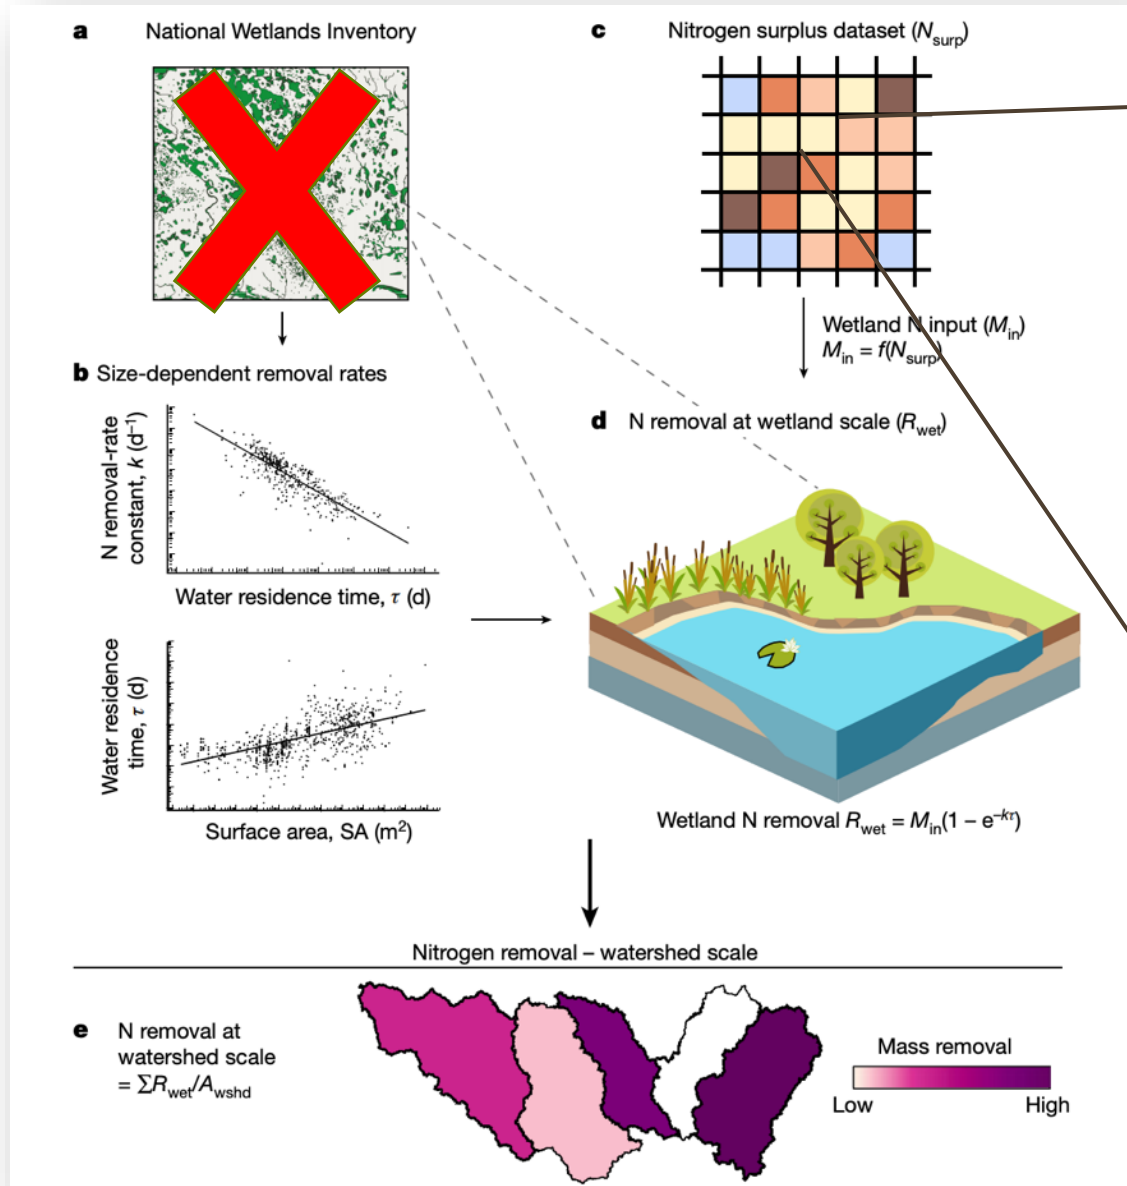 a National Wetlands Inventory
c Nitrogen surplus dataset (Nsurp)
Wetland N input (Min)
Min = f(Nsurp)
b Size-dependent removal rates
N removal-rate
constant, k (d⁻¹)
Water residence time, τ (d)
Water residence
time, τ (d)
Surface area, SA (m²)
d N removal at wetland scale (Rwet)
Wetland N removal Rwet = Min(1 – e⁻ᵏᵗ)
Nitrogen removal – watershed scale
e N removal at
watershed scale
= ∑Rwet/Awshd
Mass removal
Low High